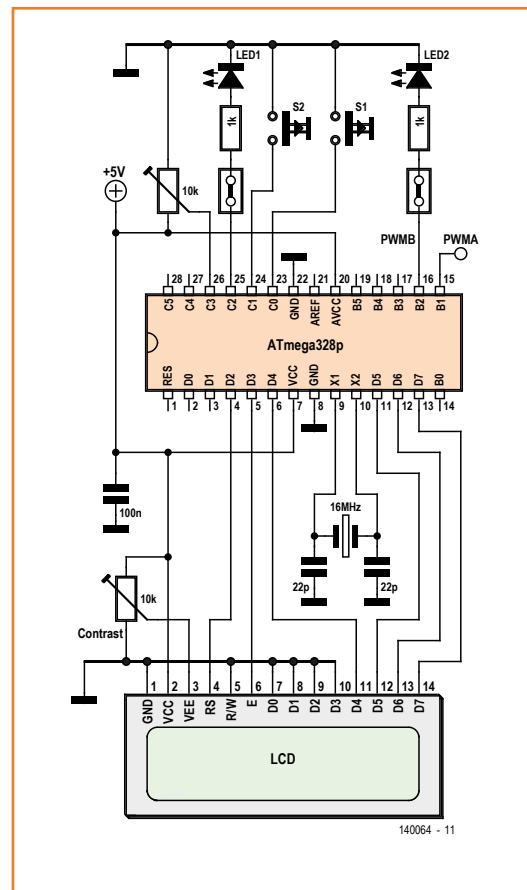 LED1
LED2
S2
S1
1k
1k
+5V
10k
PWMB
PWMA
28 27 26 25 24 23 22 21 20 19 18 17 16 15
C5 C4 C3 C2 C1 C0 GND AREF AVCC B5 B4 B3 B2 B1
ATmega328p
RES D0 D1 D2 D3 D4 VCC GND X1 X2 D5 D6 D7 B0
1 2 3 4 5 6 7 8 9 10 11 12 13 14
100n
16MHz
22p
22p
10k
Contrast
1 2 3 4 5 6 7 8 9 10 11 12 13 14
GND VCC VEE RS R/W E D0 D1 D2 D3 D4 D5 D6 D7
LCD
140064 - 11